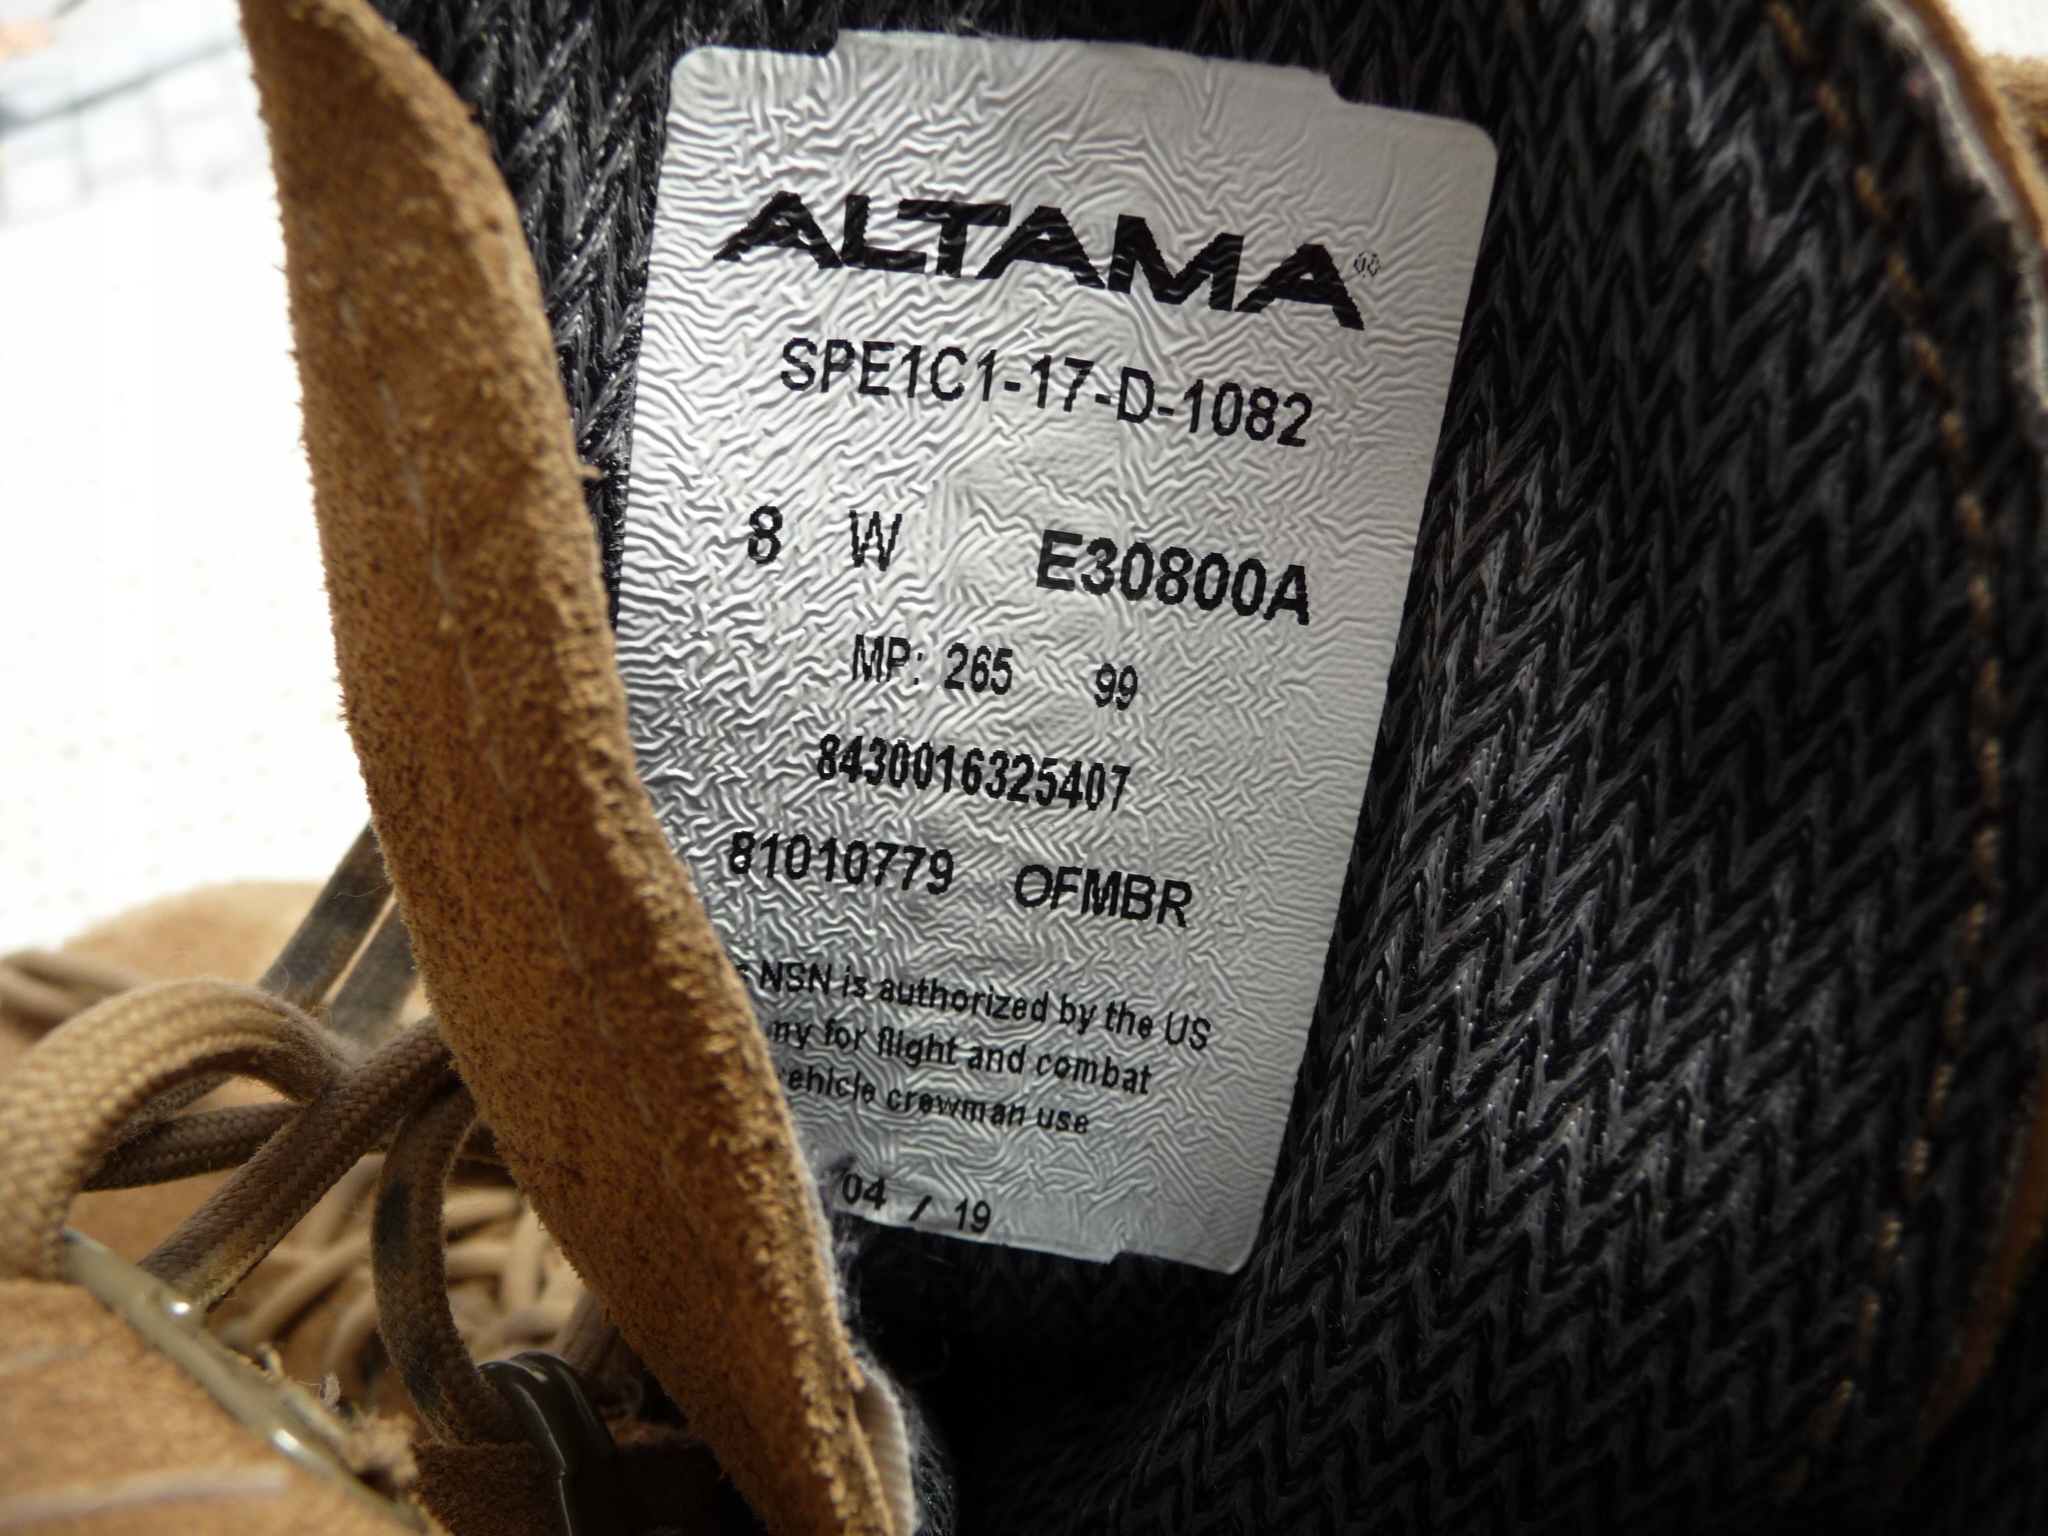 ALTAMA®
SPE1C1-17-D-1082
8 W E30800A
MP: 265 99
8430016325407
81010779 OFMBR
s NSN is authorized by the US
my for flight and combat
vehicle crewman use
04 / 19